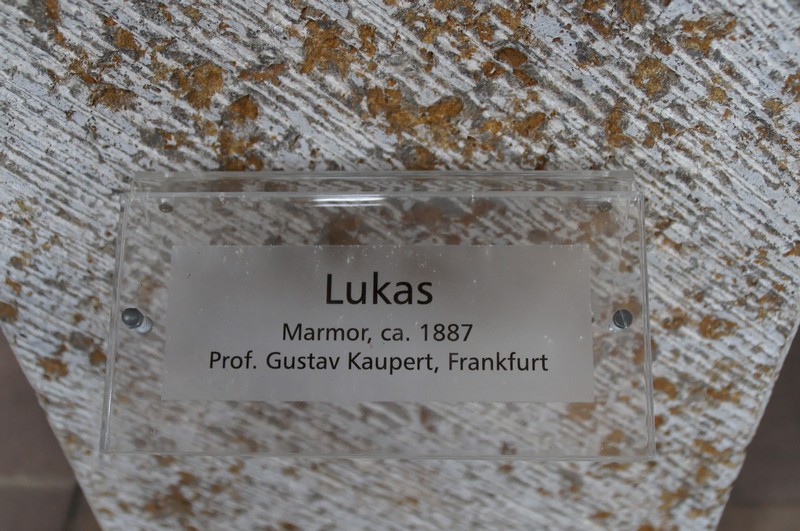 Lukas
Marmor, ca. 1887
Prof. Gustav Kaupert, Frankfurt